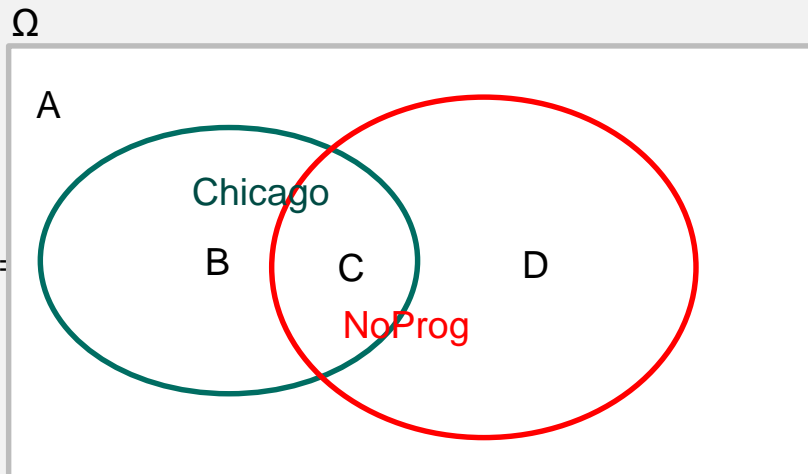 Ω
A
Chicago
B C D
=
NoProg